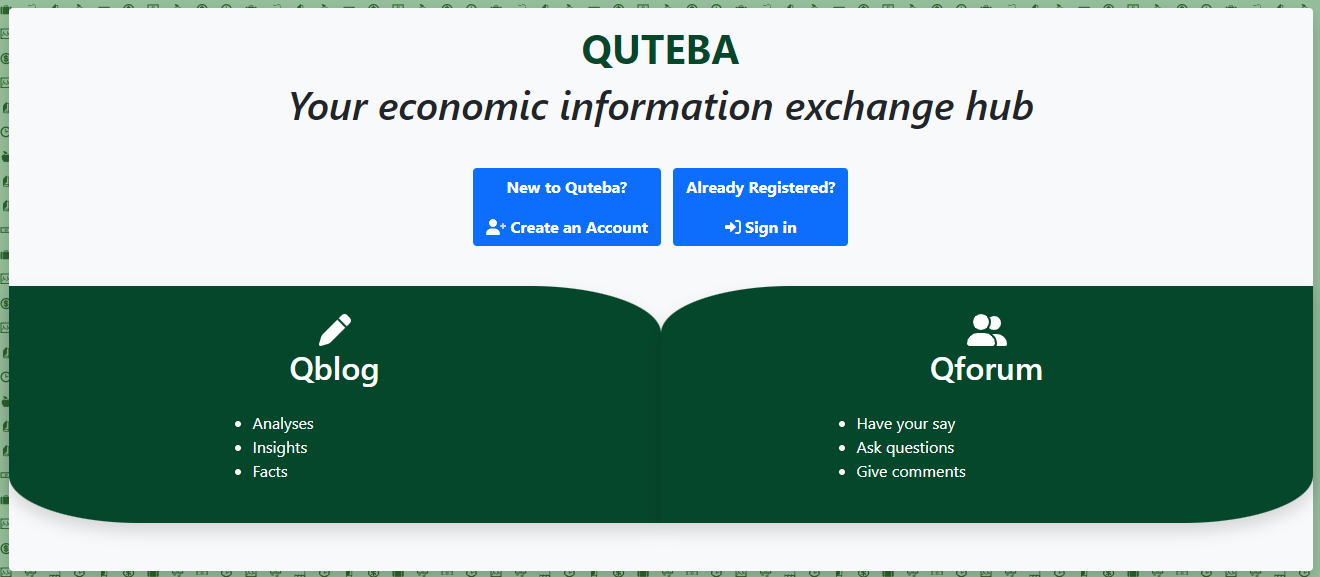 QUTEBA
Your economic information exchange hub
New to Quteba?
Create an Account
Already Registered?
Sign in
Qblog
Analyses
Insights
Facts
Qforum
Have your say
Ask questions
Give comments